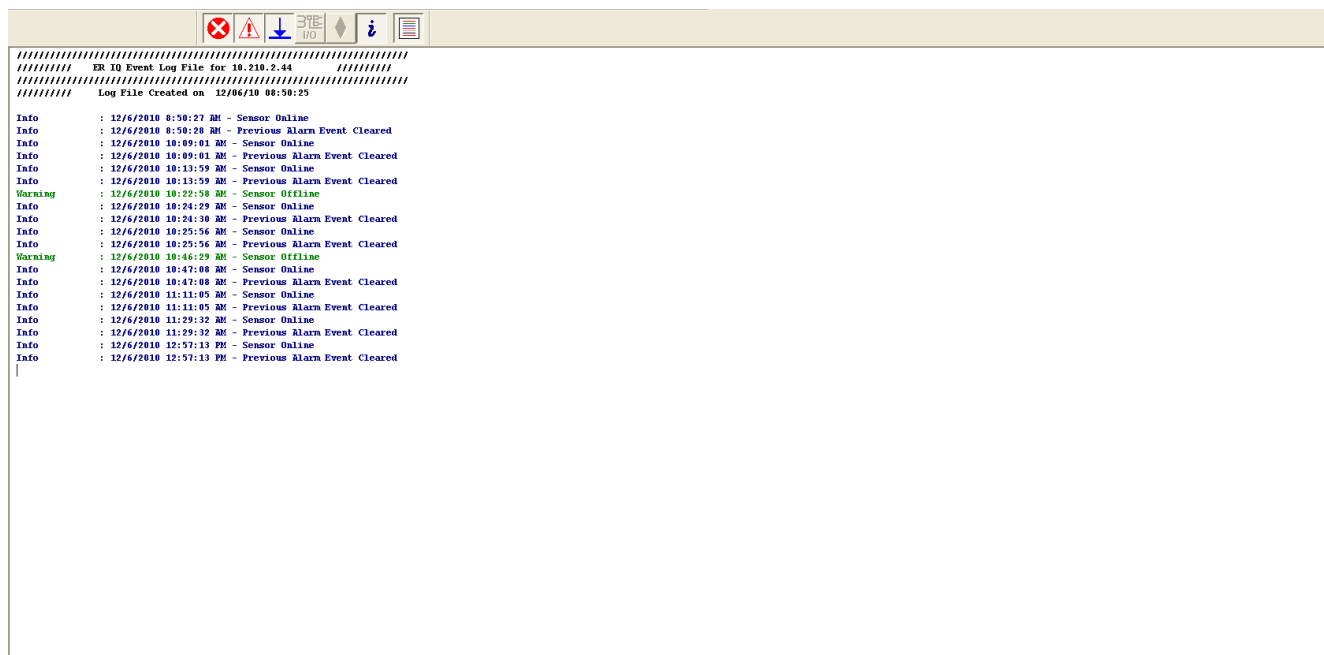 I/O
i
///////////////////////////////////////////////////////////////////////
////////// ER IQ Event Log File for 10.210.2.44 //////////
///////////////////////////////////////////////////////////////////////
////////// Log File Created on 12/06/10 08:50:25
Info : 12/6/2010 8:50:27 AM - Sensor Online
Info : 12/6/2010 8:50:28 AM - Previous Alarm Event Cleared
Info : 12/6/2010 10:09:01 AM - Sensor Online
Info : 12/6/2010 10:09:01 AM - Previous Alarm Event Cleared
Info : 12/6/2010 10:13:59 AM - Sensor Online
Info : 12/6/2010 10:13:59 AM - Previous Alarm Event Cleared
Warning : 12/6/2010 10:22:58 AM - Sensor Offline
Info : 12/6/2010 10:24:29 AM - Sensor Online
Info : 12/6/2010 10:24:30 AM - Previous Alarm Event Cleared
Info : 12/6/2010 10:25:56 AM - Sensor Online
Info : 12/6/2010 10:25:56 AM - Previous Alarm Event Cleared
Warning : 12/6/2010 10:46:29 AM - Sensor Offline
Info : 12/6/2010 10:47:08 AM - Sensor Online
Info : 12/6/2010 10:47:08 AM - Previous Alarm Event Cleared
Info : 12/6/2010 11:11:05 AM - Sensor Online
Info : 12/6/2010 11:11:05 AM - Previous Alarm Event Cleared
Info : 12/6/2010 11:29:32 AM - Sensor Online
Info : 12/6/2010 11:29:32 AM - Previous Alarm Event Cleared
Info : 12/6/2010 12:57:13 PM - Sensor Online
Info : 12/6/2010 12:57:13 PM - Previous Alarm Event Cleared